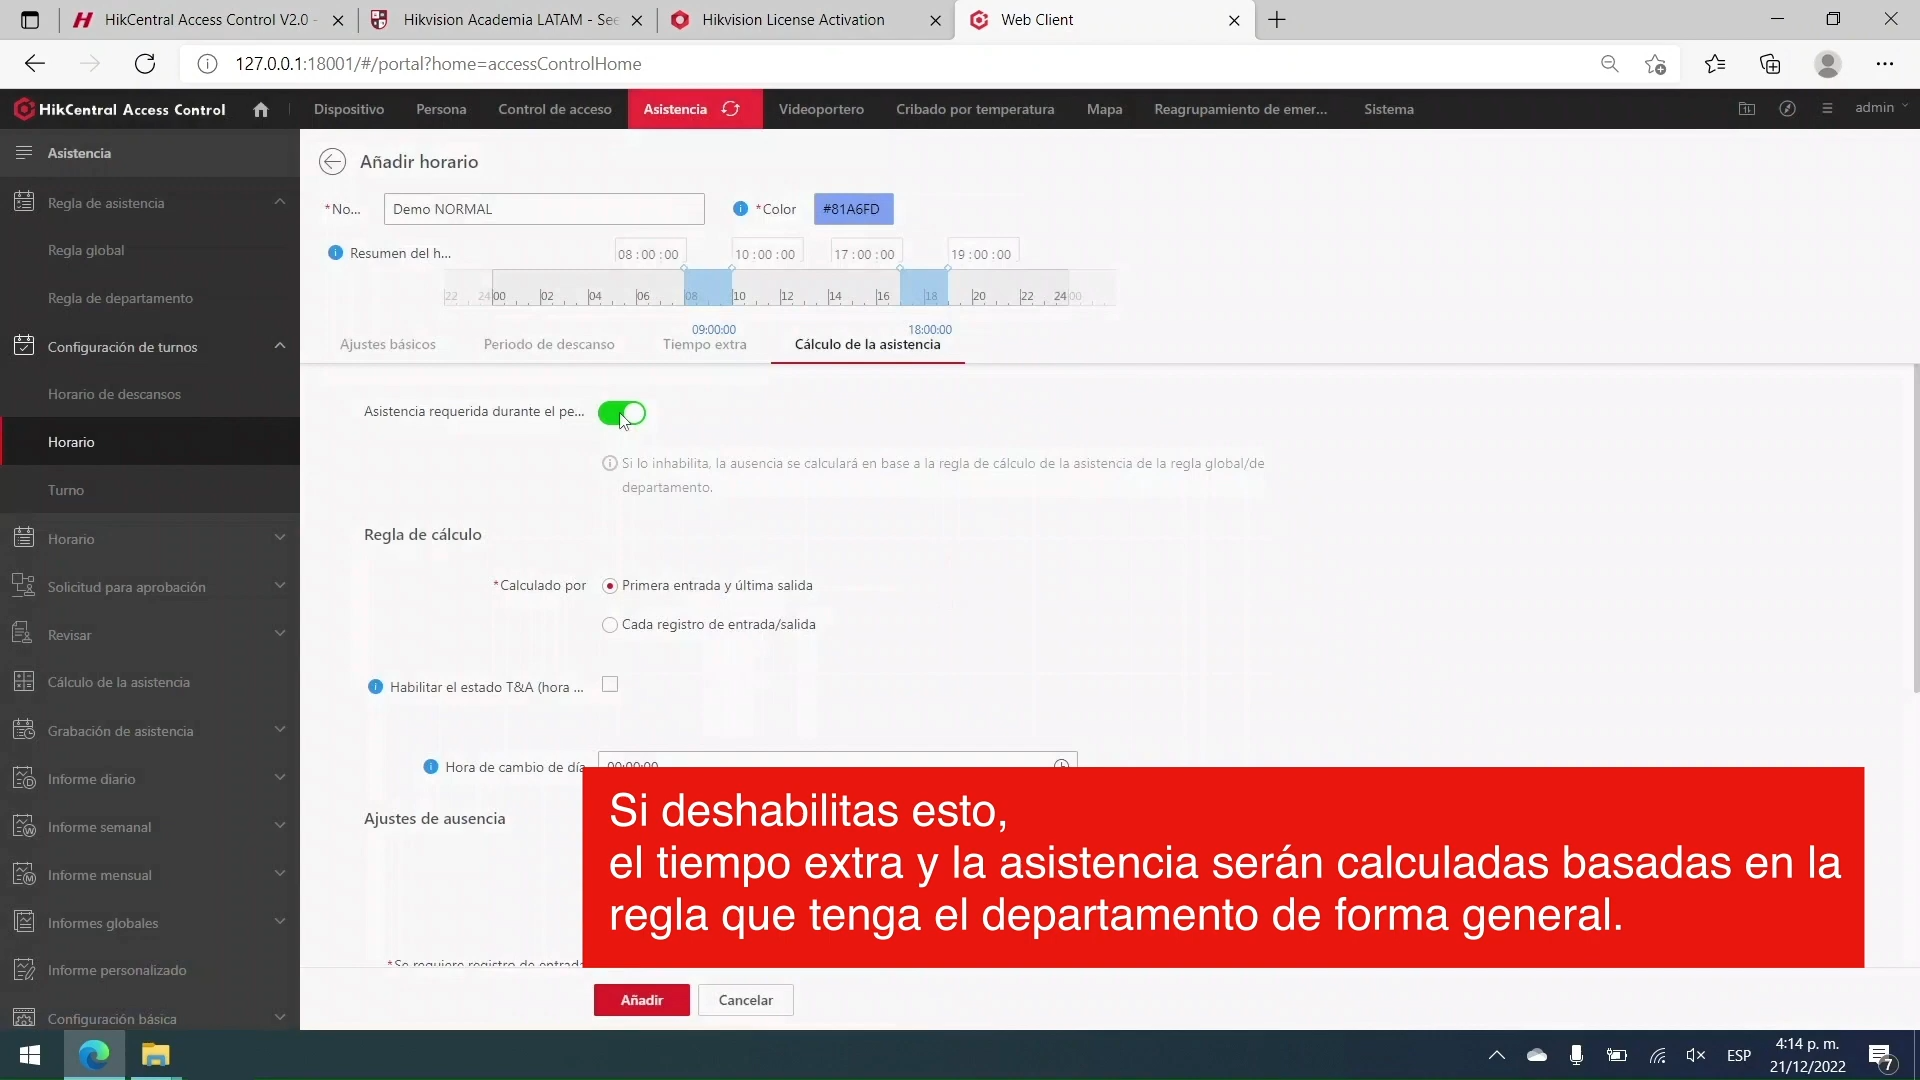 HikCentral Access Control V2.0 -
Hikvision Academia LATAM - See
Hikvision License Activation
Web Client
127.0.0.1:18001/#/portal?home=accessControlHome
HikCentral Access Control
Dispositivo
Persona
Control de acceso
Asistencia
Videoportero
Cribado por temperatura
Mapa
Reagrupamiento de emer...
Sistema
admin
Asistencia
Regla de asistencia
Regla global
Regla de departamento
Configuración de turnos
Horario de descansos
Horario
Turno
Horario
Solicitud para aprobación
Revisar
Cálculo de la asistencia
Grabación de asistencia
Informe diario
Informe semanal
Informe mensual
Informes globales
Informe personalizado
Configuración básica
Añadir horario
*No...
Demo NORMAL
*Color
#81A6FD
Resumen del h...
08:00:00
10:00:00
17:00:00
19:00:00
22 24 00 02 04 06 08 10 12 14 16 18 20 22 24 00
09:00:00
18:00:00
Ajustes básicos
Periodo de descanso
Tiempo extra
Cálculo de la asistencia
Asistencia requerida durante el pe...
Si lo inhabilita, la ausencia se calculará en base a la regla de cálculo de la asistencia de la regla global/de
departamento.
Regla de cálculo
*Calculado por
Primera entrada y última salida
Cada registro de entrada/salida
Habilitar el estado T&A (hora ...
Hora de cambio de día
00:00:00
Ajustes de ausencia
*Se requiere registro de entrada
Si deshabilitas esto,
el tiempo extra y la asistencia serán calculadas basadas en la
regla que tenga el departamento de forma general.
Añadir
Cancelar
ESP
4:14 p. m.
21/12/2022
7